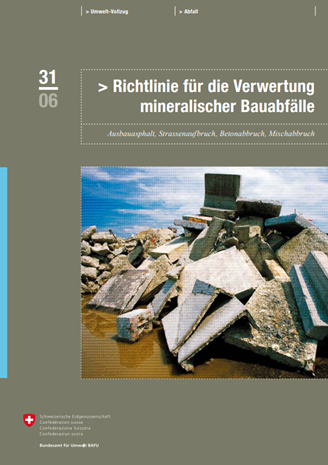 > Umwelt-Vollzug > Abfall
31
06
> Richtlinie für die Verwertung
mineralischer Bauabfälle
Ausbauasphalt, Strassenaufbruch, Betonabbruch, Mischabbruch
Schweizerische Eidgenossenschaft
Confédération suisse
Confederazione Svizzera
Confederaziun svizra
Bundesamt für Umwelt BAFU